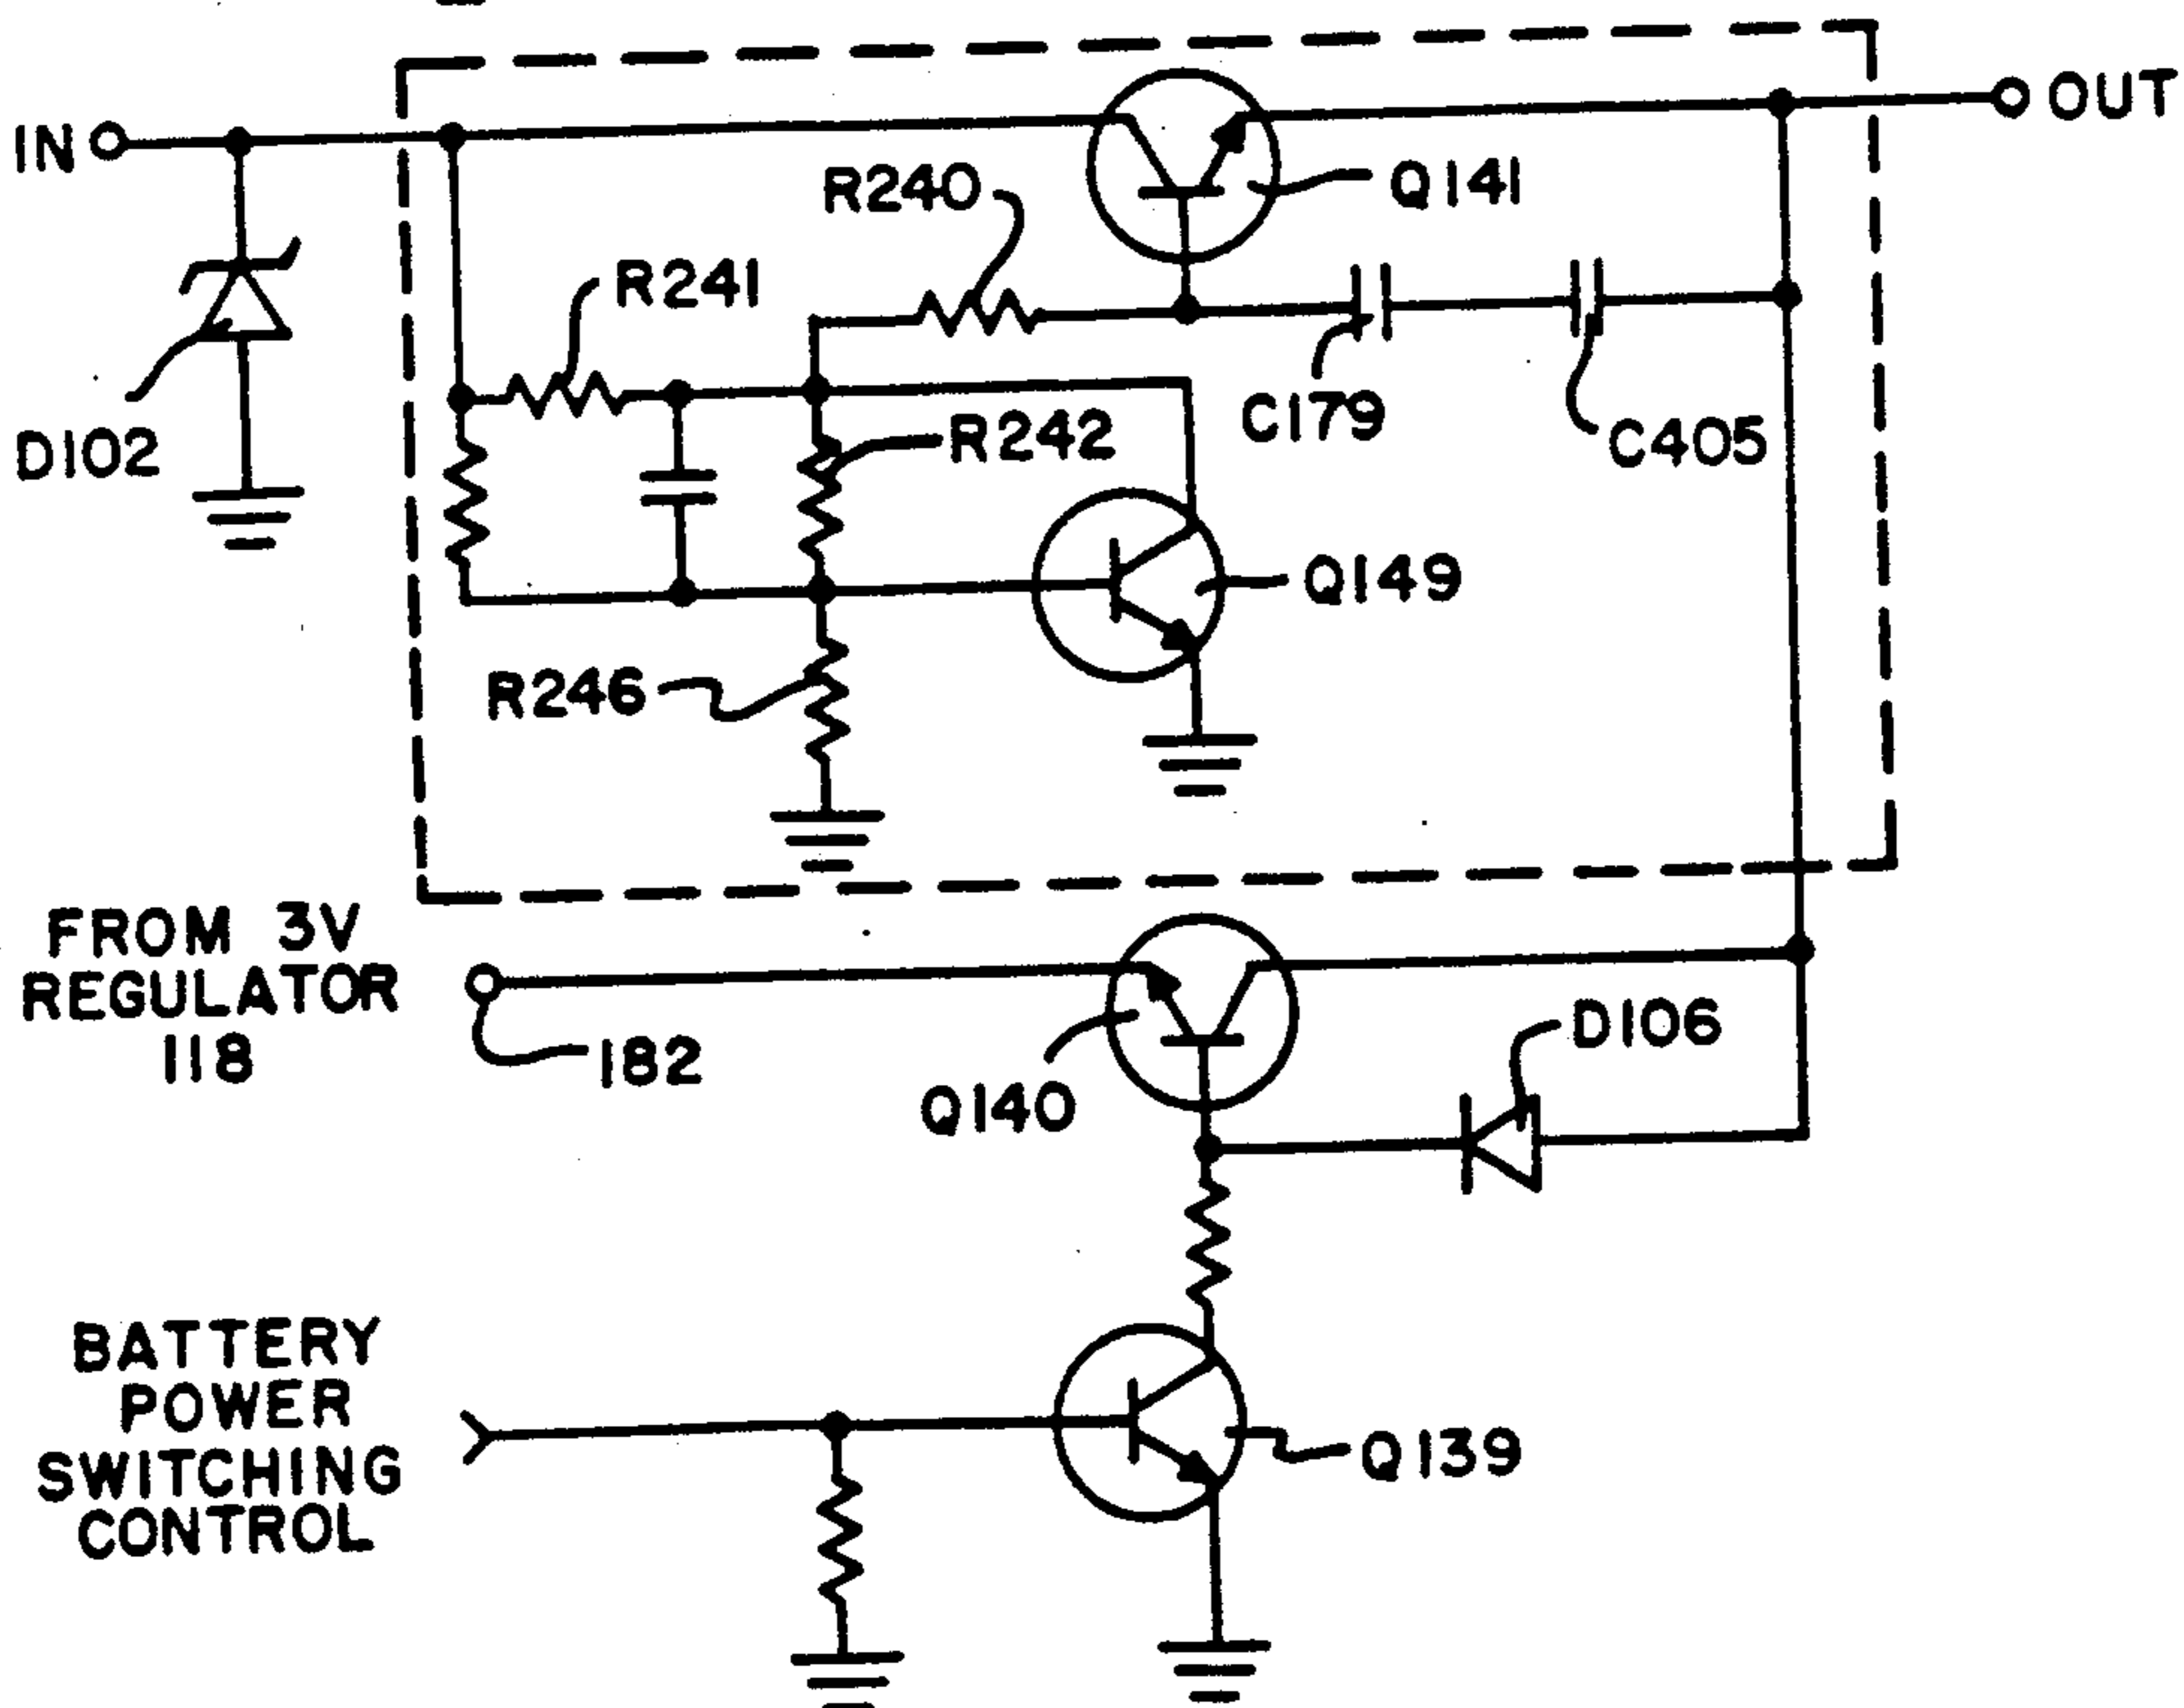 IN
OUT
R240
Q141
R241
D102
C179
C405
R242
Q149
R246
FROM 3V
REGULATOR
118
182
Q140
D106
BATTERY
POWER
SWITCHING
CONTROL
Q139